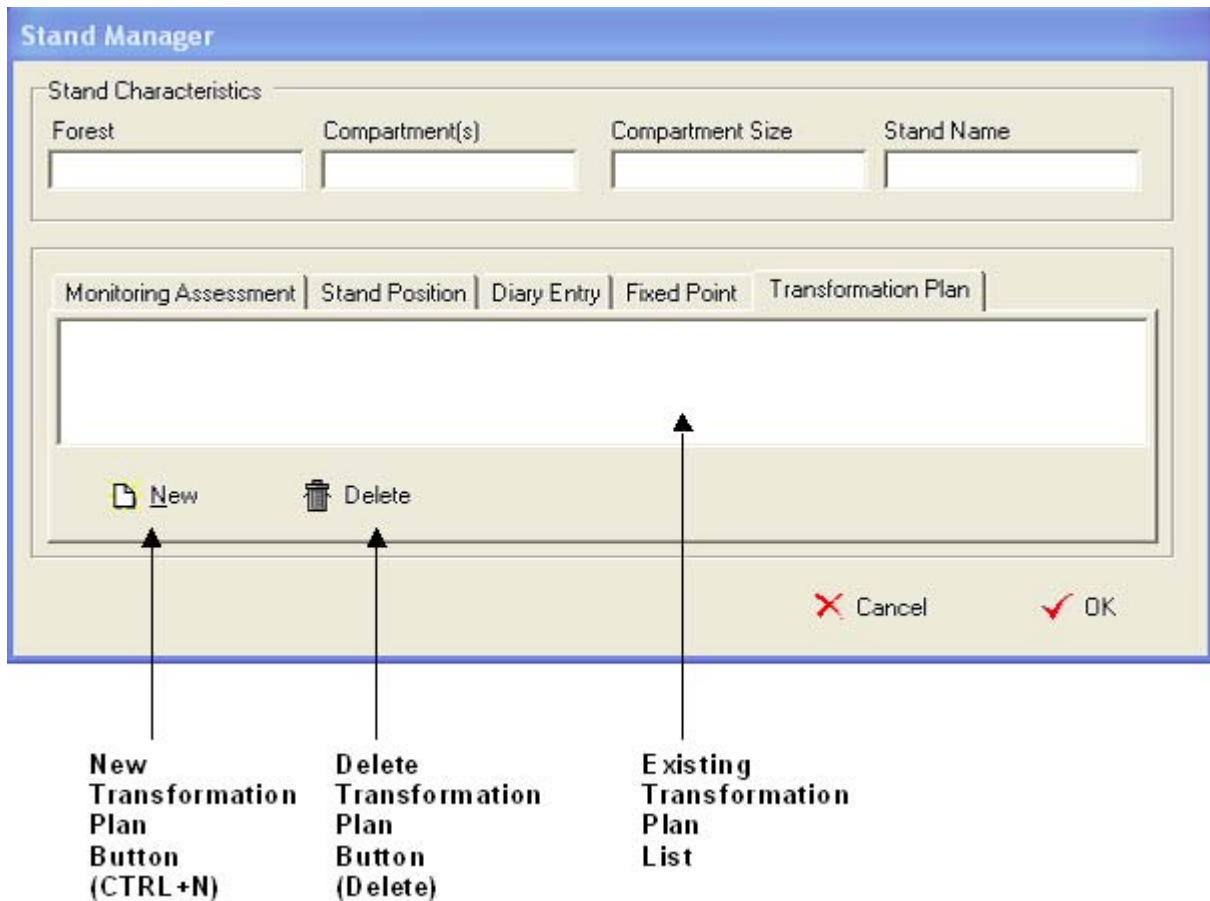 Stand Manager
Stand Characteristics
Forest
Compartment(s)
Compartment Size
Stand Name
Monitoring Assessment
Stand Position
Diary Entry
Fixed Point
Transformation Plan
New
Delete
Cancel
OK
New
Transformation
Plan
Button
(CTRL+N)
Delete
Transformation
Plan
Button
(Delete)
Existing
Transformation
Plan
List